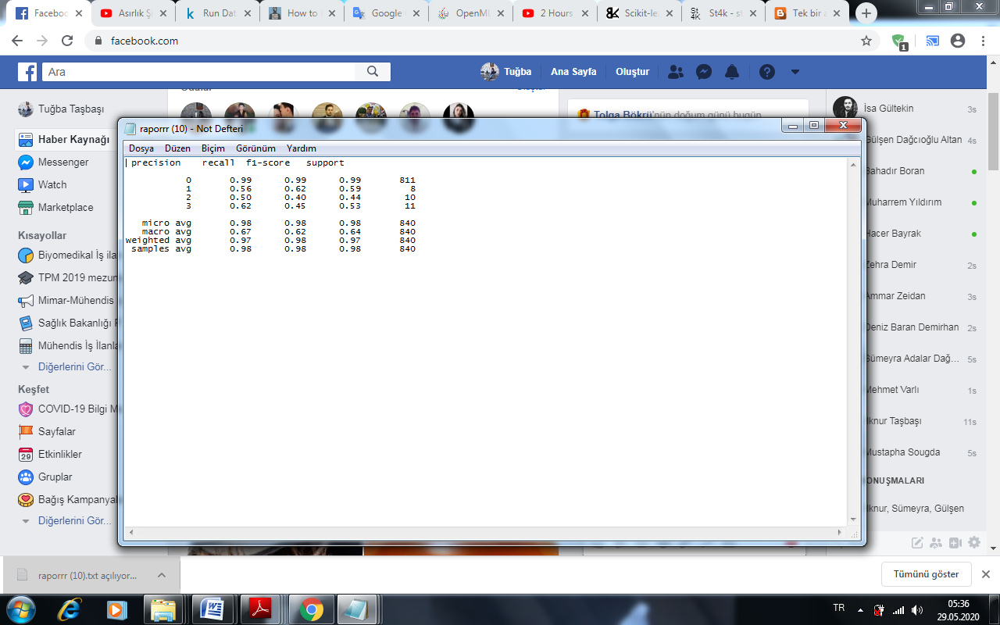 Facebo
Asırlık Ş
Run Dat
How to
Google
OpenMl
2 Hours
Scikit-le
St4k - st
Tek bir a
facebook.com
1
Ara
Tuğba
Ana Sayfa
Oluştur
Tuğba Taşbaşı
Haber Kaynağı
Messenger
Watch
Marketplace
Kısayollar
Biyomedikal İş ila
TPM 2019 mezun
Mimar-Mühendis
Sağlık Bakanlığı
Mühendis İş İlanla
Diğerlerini Gör...
Keşfet
COVID-19 Bilgi M
Sayfalar
29 Etkinlikler
Gruplar
Bağış Kampanyal
Diğerlerini Gör...
Tolga Bökrü'nün doğum günü bugün
raporrr (10) - Not Defteri
Dosya Düzen Biçim Görünüm Yardım
precision recall f1-score support
0 0.99 0.99 0.99 811
1 0.56 0.62 0.59 8
2 0.50 0.40 0.44 10
3 0.62 0.45 0.53 11
micro avg 0.98 0.98 0.98 840
macro avg 0.67 0.62 0.64 840
weighted avg 0.97 0.98 0.97 840
samples avg 0.98 0.98 0.98 840
İsa Gültekin 3s
Gülşen Dağcıoğlu Altan 4s
Bahadır Boran
Muharrem Yıldırım
Hacer Bayrak
Zehra Demir 2s
Ammar Zeidan 3s
Deniz Baran Demirhan 2s
Sümeyra Adalar Dağ... 5s
Mehmet Varlı 1s
İlknur Taşbaşı 11s
Mustapha Sougda 5s
ONUŞMALARI
İlknur, Sümeyra, Gülşen
raporrr (10).txt açılıyor...
Tümünü göster
TR
05:36
29.05.2020